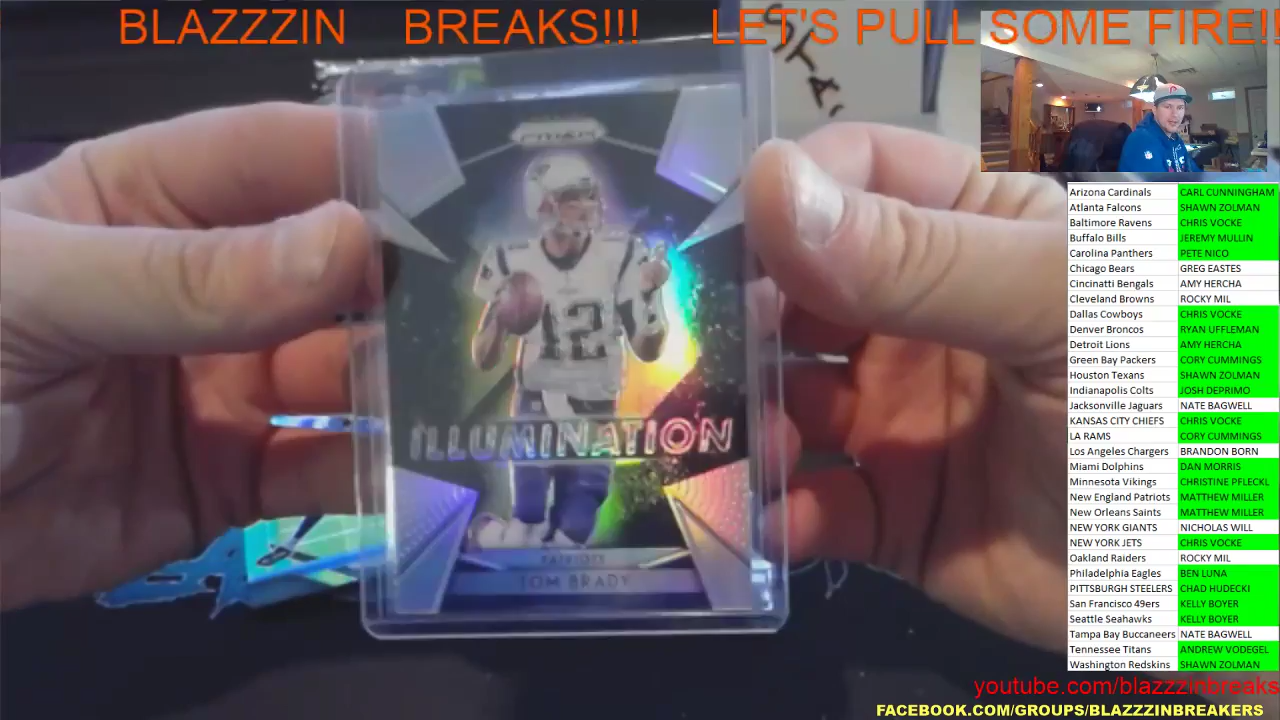 BLAZZZIN BREAKS!!! LET'S PULL SOME FIRE!!
PRIZM
12
ILLUMINATION
PATRIOTS
TOM BRADY
Arizona Cardinals CARL CUNNINGHAM
Atlanta Falcons SHAWN ZOLMAN
Baltimore Ravens CHRIS VOCKE
Buffalo Bills JEREMY MULLIN
Carolina Panthers PETE NICO
Chicago Bears GREG EASTES
Cincinatti Bengals AMY HERCHA
Cleveland Browns ROCKY MIL
Dallas Cowboys CHRIS VOCKE
Denver Broncos RYAN UFFLEMAN
Detroit Lions AMY HERCHA
Green Bay Packers CORY CUMMINGS
Houston Texans SHAWN ZOLMAN
Indianapolis Colts JOSH DEPRIMO
Jacksonville Jaguars NATE BAGWELL
KANSAS CITY CHIEFS CHRIS VOCKE
LA RAMS CORY CUMMINGS
Los Angeles Chargers BRANDON BORN
Miami Dolphins DAN MORRIS
Minnesota Vikings CHRISTINE PFLECKL
New England Patriots MATTHEW MILLER
New Orleans Saints MATTHEW MILLER
NEW YORK GIANTS NICHOLAS WILL
NEW YORK JETS CHRIS VOCKE
Oakland Raiders ROCKY MIL
Philadelphia Eagles BEN LUNA
PITTSBURGH STEELERS CHAD HUDECKI
San Francisco 49ers KELLY BOYER
Seattle Seahawks KELLY BOYER
Tampa Bay Buccaneers NATE BAGWELL
Tennessee Titans ANDREW VODEGEL
Washington Redskins SHAWN ZOLMAN
youtube.com/blazzzinbreaks
FACEBOOK.COM/GROUPS/BLAZZZINBREAKERS